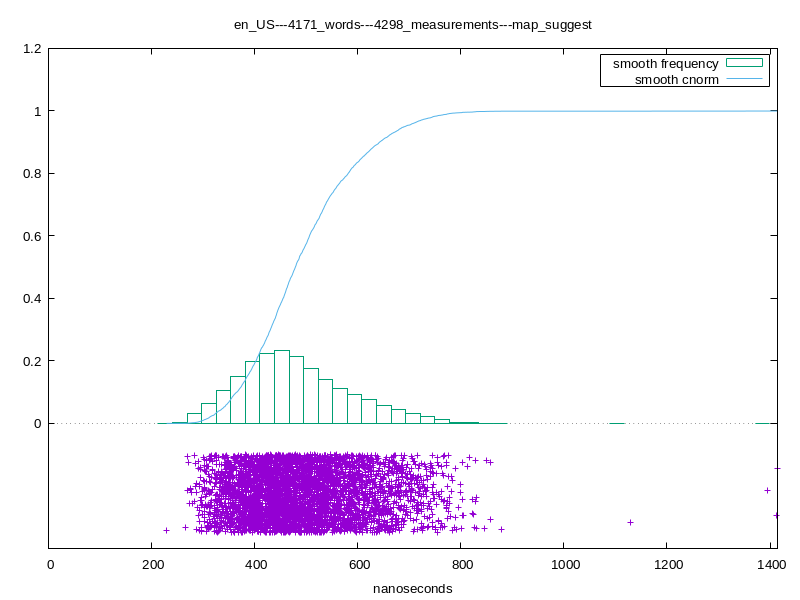 en_US---4171_words---4298_measurements---map_suggest
1.2
smooth frequency
smooth cnorm
1
0.8
0.6
0.4
0.2
0
0 200 400 600 800 1000 1200 1400
nanoseconds